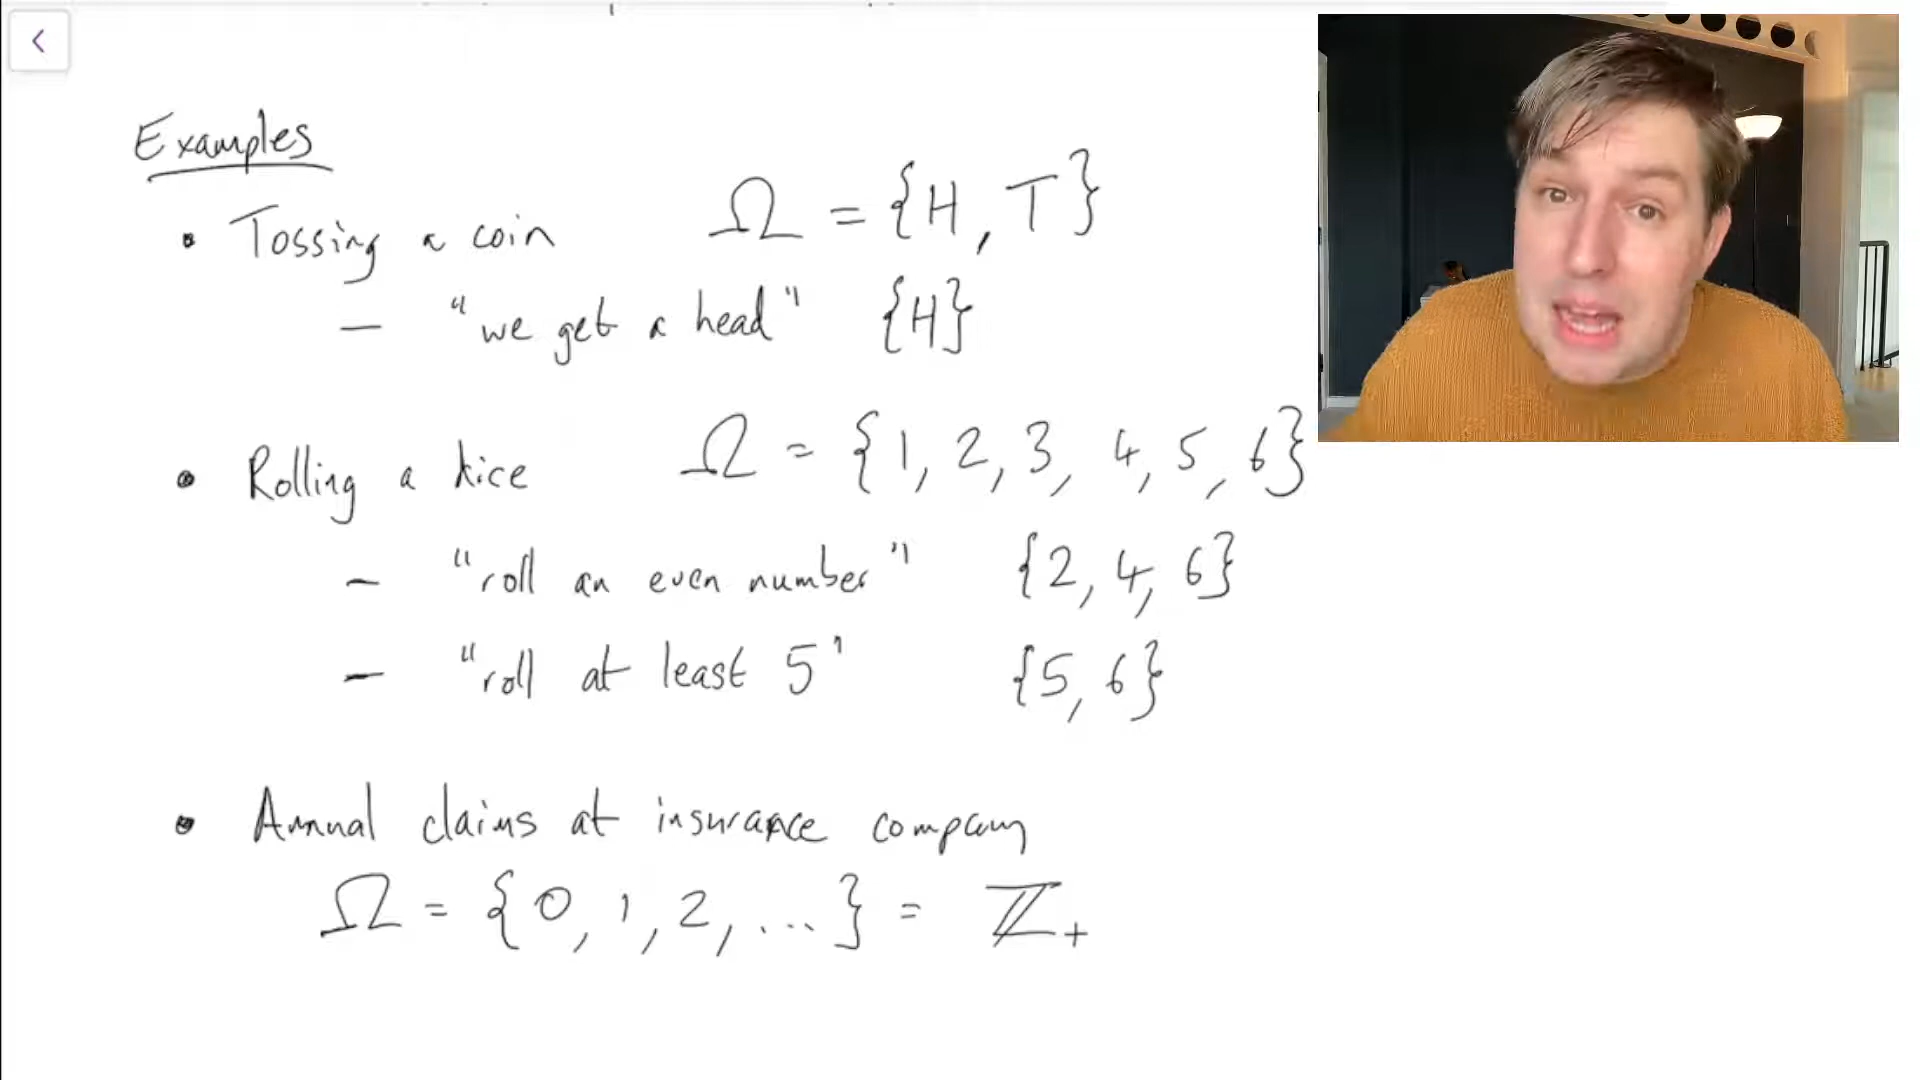 Examples
• Tossing a coin Ω = {H, T}
— "we get a head" {H}
• Rolling a dice Ω = {1, 2, 3, 4, 5, 6}
— "roll an even number" {2, 4, 6}
— "roll at least 5" {5, 6}
• Annual claims at insurance company
Ω = {0, 1, 2, ...} = ℤ₊